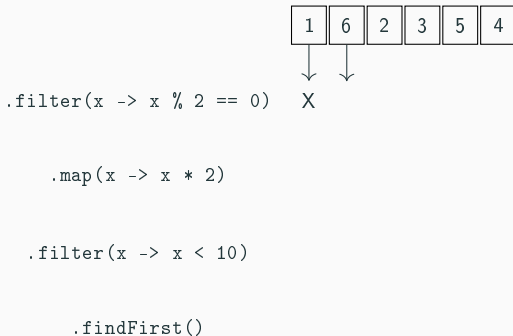 1 6 2 3 5 4
.filter(x -> x % 2 == 0) X
.map(x -> x * 2)
.filter(x -> x < 10)
.findFirst()